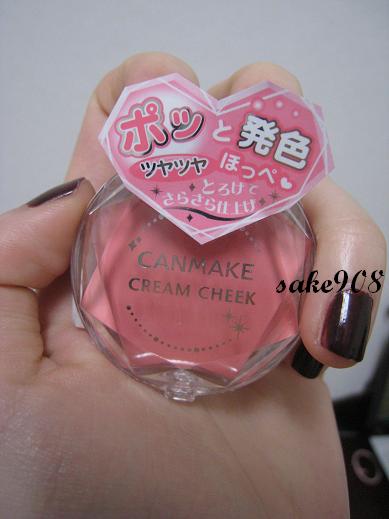 ポッと発色
ツヤツヤ ほっぺ
とろけて
さらさら仕上げ
CANMAKE
CREAM CHEEK
sake908